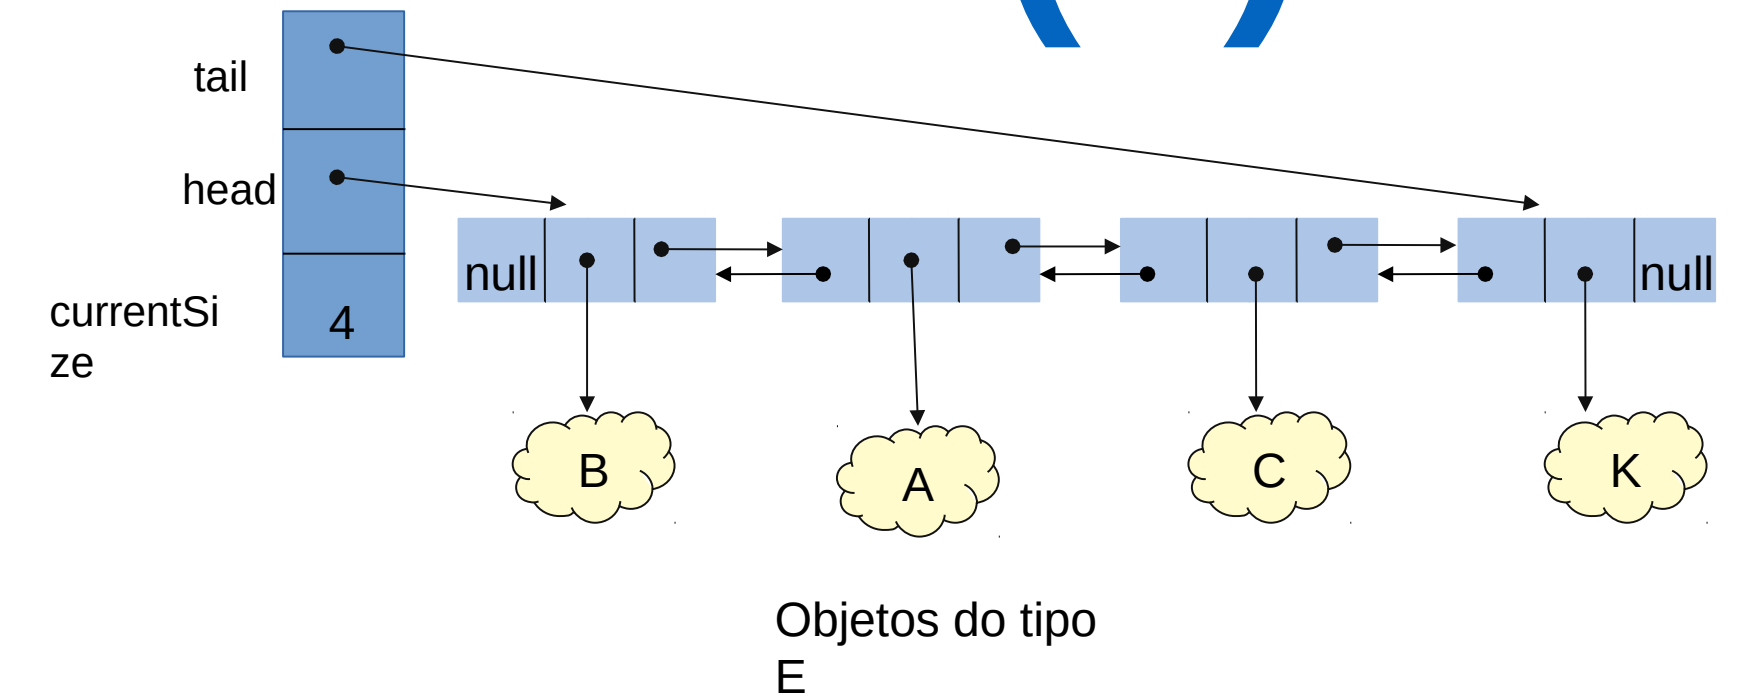 tail
head
null
null
currentSi
ze
4
B
A
C
K
Objetos do tipo
E